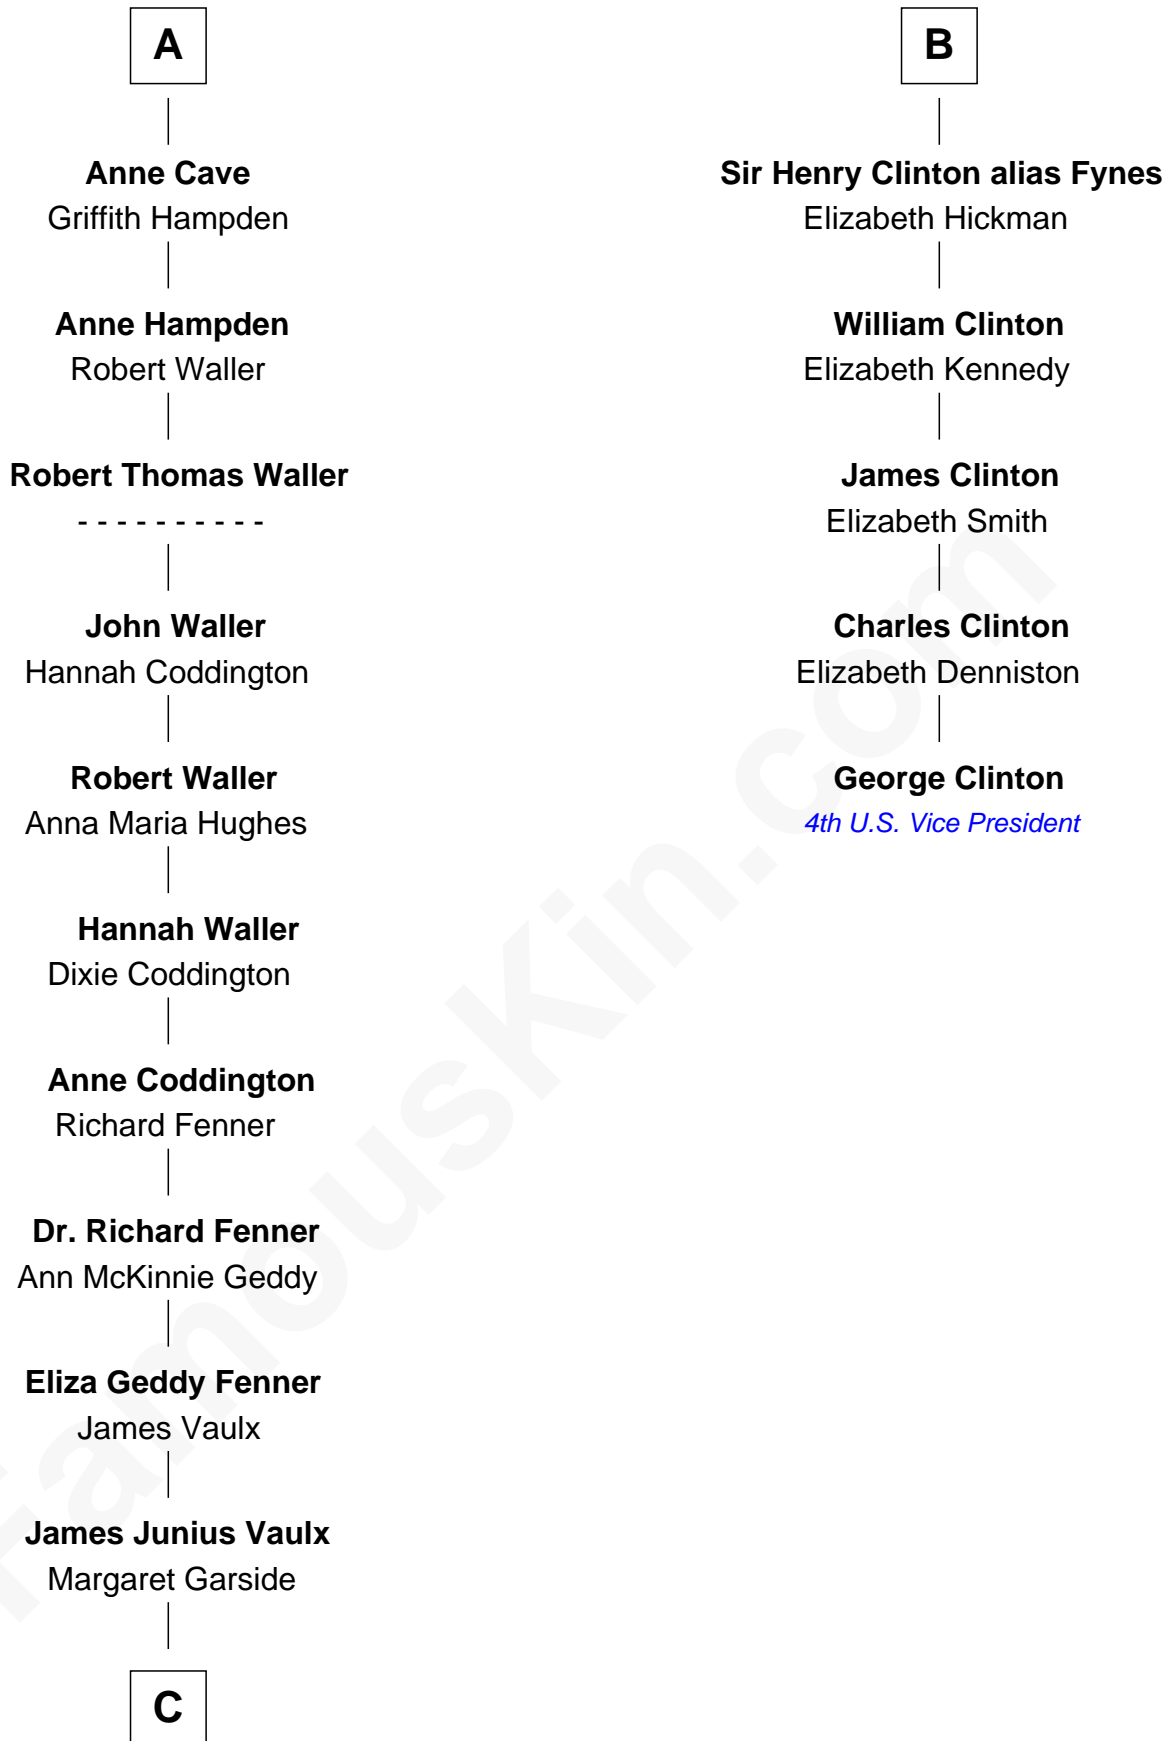 A
Anne Cave
Griffith Hampden
Anne Hampden
Robert Waller
Robert Thomas Waller
- - - - - - - - - -
John Waller
Hannah Coddington
Robert Waller
Anna Maria Hughes
Hannah Waller
Dixie Coddington
Anne Coddington
Richard Fenner
Dr. Richard Fenner
Ann McKinnie Geddy
Eliza Geddy Fenner
James Vaulx
James Junius Vaulx
Margaret Garside
C
B
Sir Henry Clinton alias Fynes
Elizabeth Hickman
William Clinton
Elizabeth Kennedy
James Clinton
Elizabeth Smith
Charles Clinton
Elizabeth Denniston
George Clinton
4th U.S. Vice President
FamousKin.com